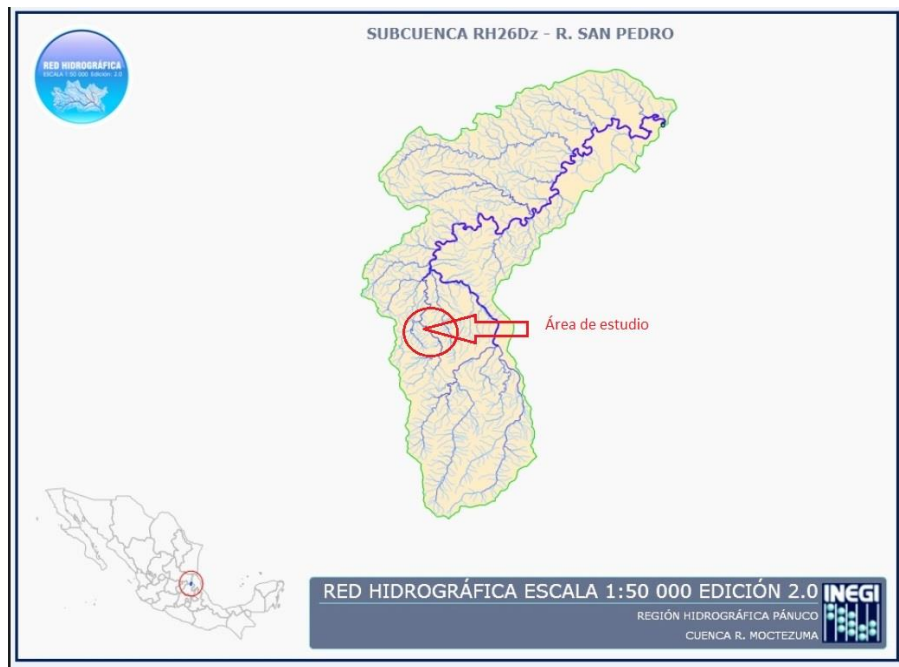 SUBCUENCA RH26Dz - R. SAN PEDRO
RED HIDROGRÁFICA
ESCALA 1:50 000 Edición: 2.0
Área de estudio
RED HIDROGRÁFICA ESCALA 1:50 000 EDICIÓN 2.0
REGIÓN HIDROGRÁFICA PÁNUCO
CUENCA R. MOCTEZUMA
INEGI